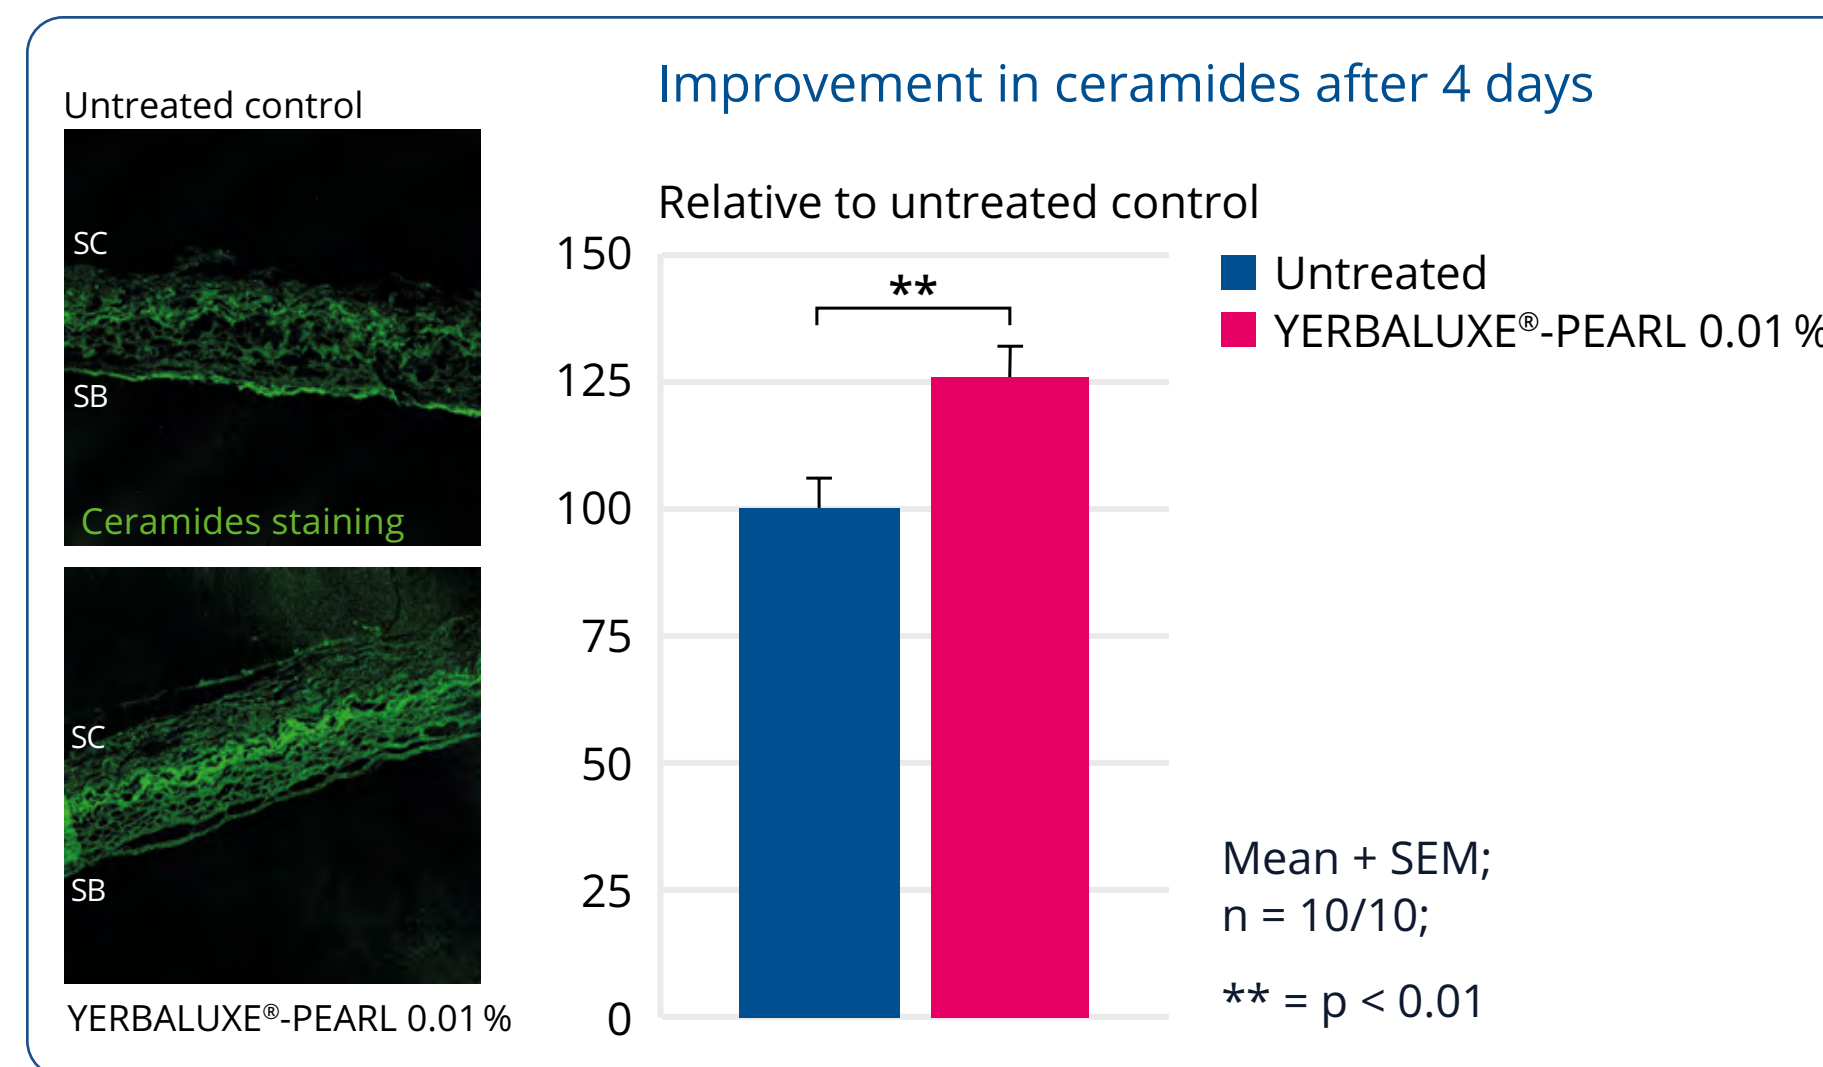 Untreated control
SC
SB
Ceramides staining
SC
SB
YERBALUXE®-PEARL 0.01 %
Improvement in ceramides after 4 days
Relative to untreated control
150
125
100
75
50
25
0
**
Untreated
YERBALUXE®-PEARL 0.01 %
Mean + SEM;
n = 10/10;
** = p < 0.01